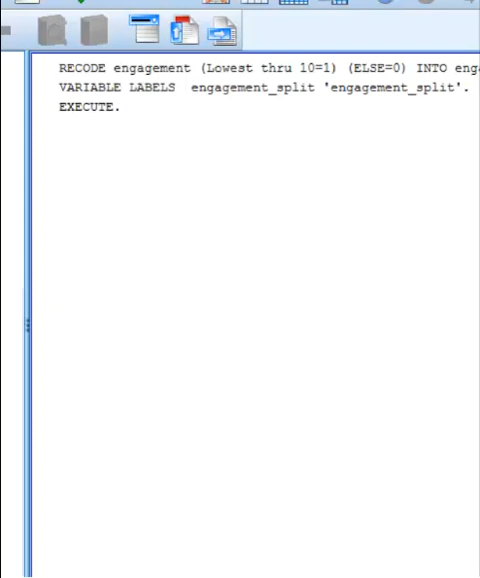 RECODE engagement (Lowest thru 10=1) (ELSE=0) INTO eng
VARIABLE LABELS  engagement_split 'engagement_split'.
EXECUTE.